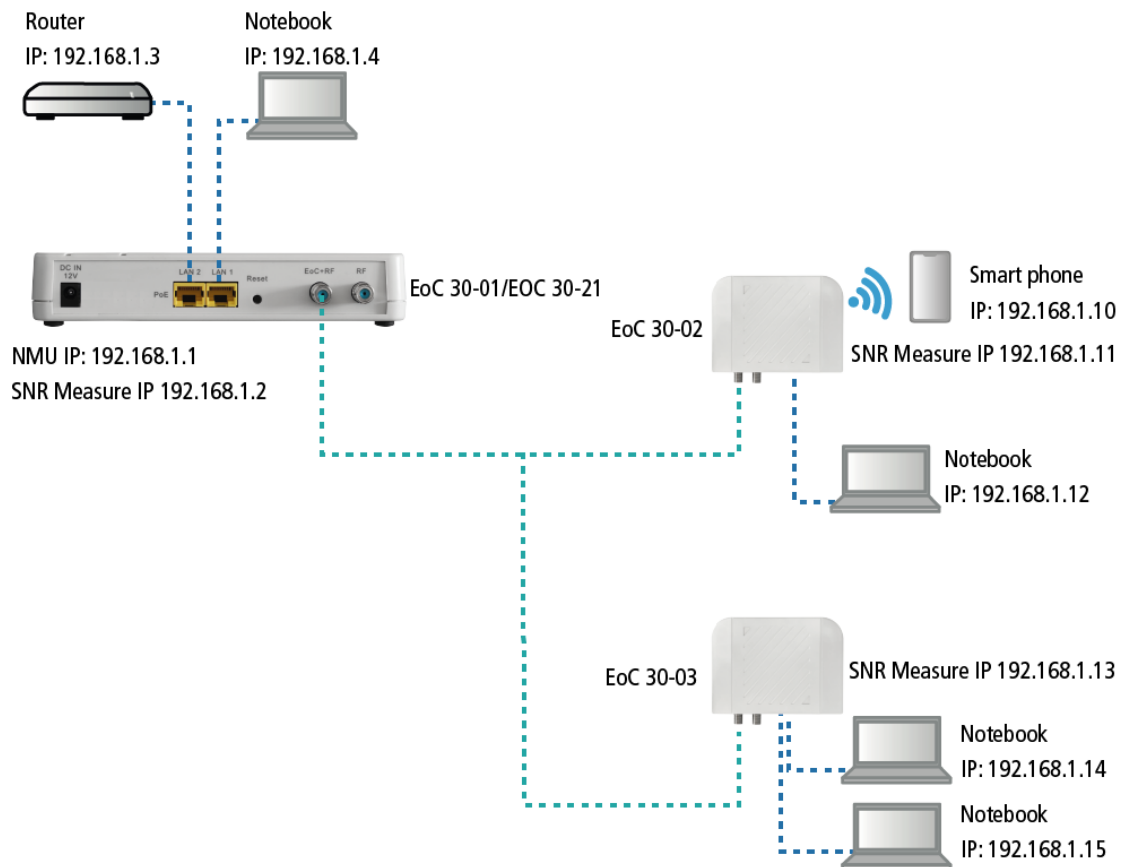 Router
IP: 192.168.1.3
Notebook
IP: 192.168.1.4
DC IN
12V
PoE
LAN 2
LAN 1
Reset
EoC+RF
RF
EoC 30-01/EOC 30-21
NMU IP: 192.168.1.1
SNR Measure IP 192.168.1.2
EoC 30-02
Smart phone
IP: 192.168.1.10
SNR Measure IP 192.168.1.11
Notebook
IP: 192.168.1.12
EoC 30-03
SNR Measure IP 192.168.1.13
Notebook
IP: 192.168.1.14
Notebook
IP: 192.168.1.15